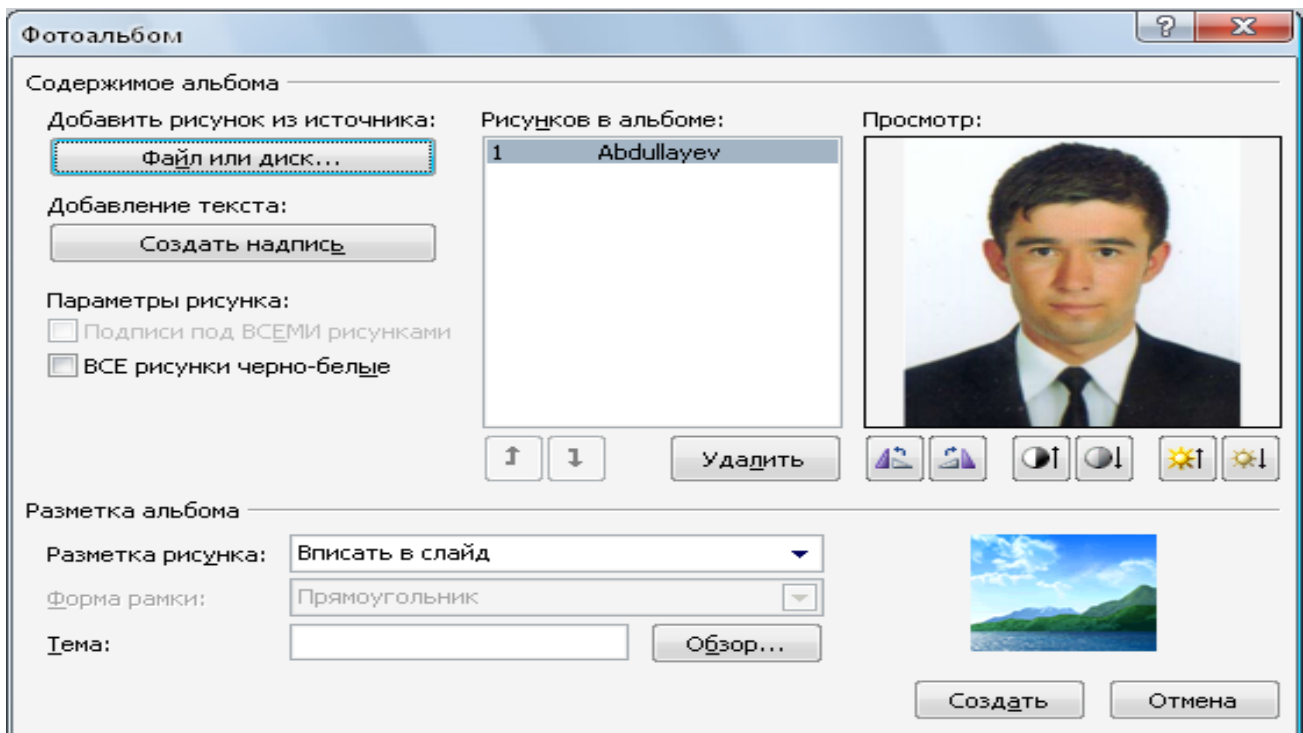 Фотоальбом
Содержимое альбома
Добавить рисунок из источника:
Файл или диск...
Добавление текста:
Создать надпись
Параметры рисунка:
Подписи под ВСЕМИ рисунками
ВСЕ рисунки черно-белые
Рисунков в альбоме:
1 Abdullayev
Удалить
Просмотр:
Разметка альбома
Разметка рисунка: Вписать в слайд
Форма рамки: Прямоугольник
Тема: Обзор...
Создать Отмена